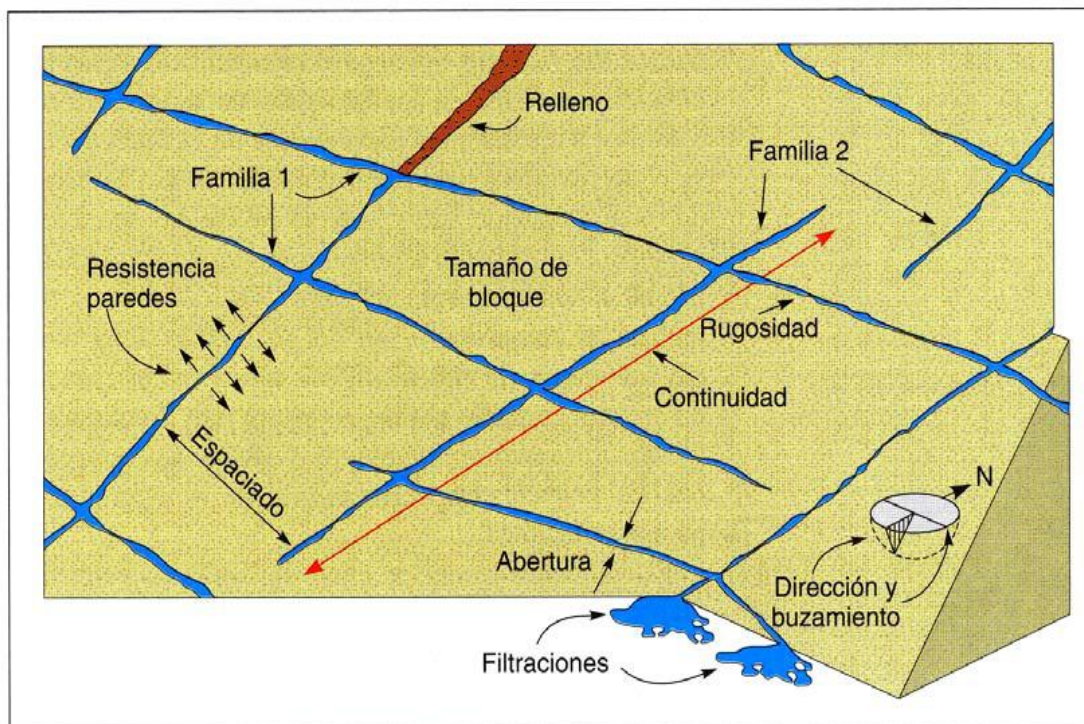 Relleno
Familia 1
Familia 2
Resistencia
paredes
Tamaño de
bloque
Rugosidad
Continuidad
Espaciado
N
Abertura
Dirección y
buzamiento
Filtraciones